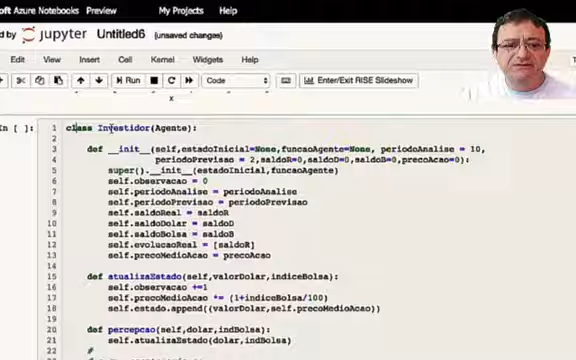 oft Azure Notebooks Preview My Projects Help
d by jupyter Untitled6 (unsaved changes)
Edit View Insert Cell Kernel Widgets Help
Run Code Enter/Exit RISE Slideshow
x
In [ ]:
1 class Investidor(Agente):
2
3 def __init__(self,estadoInicial=None,funcaoAgente=None, periodoAnalise = 10,
4 periodoPrevisao = 2,saldoR=0,saldoD=0,saldoB=0,precoAcao=0):
5 super().__init__(estadoInicial,funcaoAgente)
6 self.observacao = 0
7 self.periodoAnalise = periodoAnalise
8 self.periodoPrevisao = periodoPrevisao
9 self.saldoReal = saldoR
10 self.saldoDolar = saldoD
11 self.saldoBolsa = saldoB
12 self.evolucaoReal = [saldoR]
13 self.precoMedioAcao = precoAcao
14
15 def atualizaEstado(self,valorDolar,indiceBolsa):
16 self.observacao +=1
17 self.precoMedioAcao *= (1+indiceBolsa/100)
18 self.estado.append((valorDolar,self.precoMedioAcao))
19
20 def percepcao(self,dolar,indBolsa):
21 self.atualizaEstado(dolar,indBolsa)
22 #